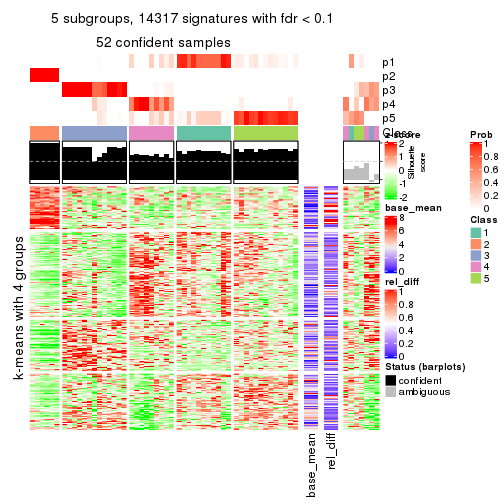 5 subgroups, 14317 signatures with fdr < 0.1
52 confident samples
p1
p2
p3
p4
p5
Class
Silhouette
score
k-means with 4 groups
base_mean
rel_diff
z-score
2
1
0
-1
-2
base_mean
8
6
4
2
0
rel_diff
1
0.8
0.6
0.4
0.2
0
Status (barplots)
confident
ambiguous
Prob
1
0.8
0.6
0.4
0.2
0
Class
1
2
3
4
5